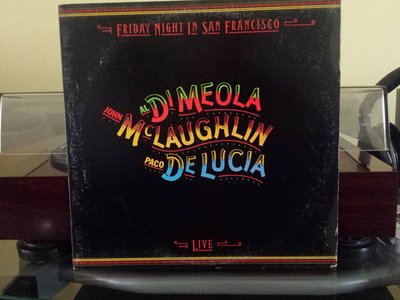 FRIDAY NIGHT IN SAN FRANCISCO
AL DI MEOLA
JOHN McLAUGHLIN
PACO DE LUCIA
LIVE